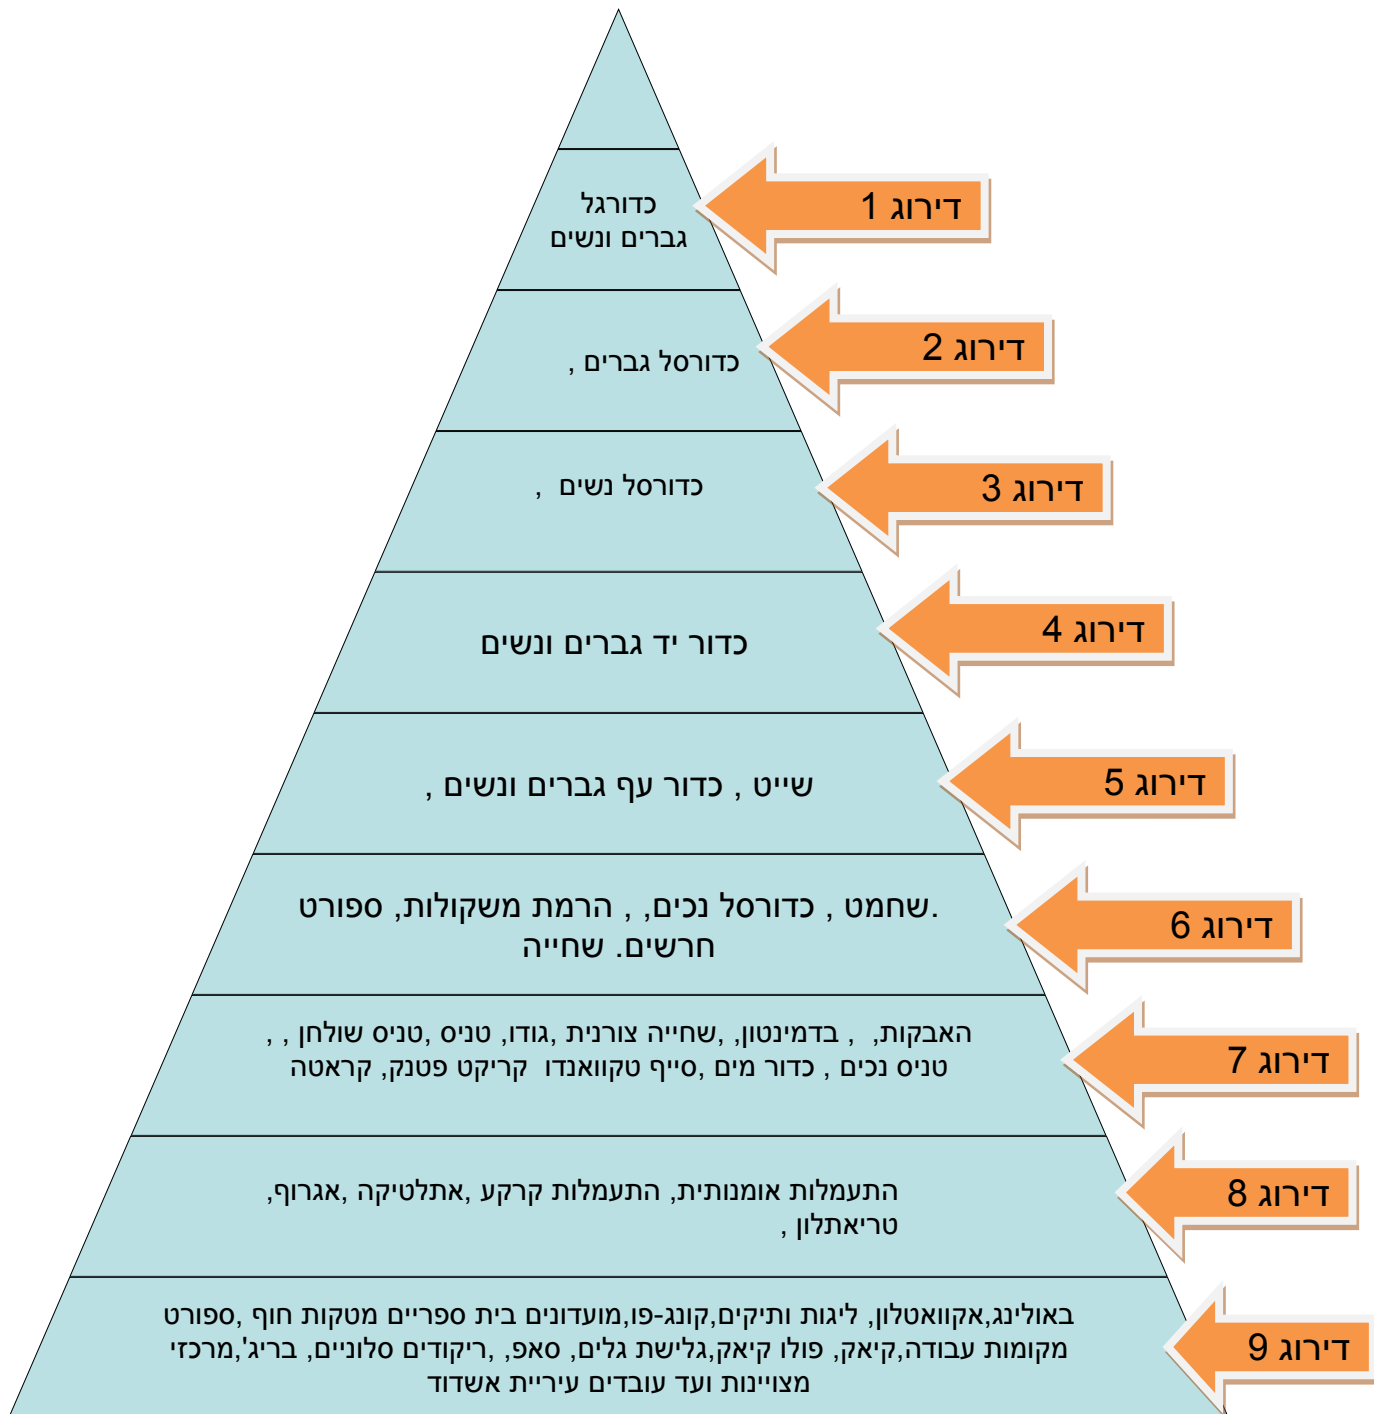 כדורגל
גברים ונשים
דירוג 1
כדורסל גברים ,
דירוג 2
כדורסל נשים ,
דירוג 3
כדור יד גברים ונשים
דירוג 4
שייט , כדור עף גברים ונשים ,
דירוג 5
.שחמט , כדורסל נכים, , הרמת משקולות, ספורט
חרשים. שחייה
דירוג 6
האבקות, , בדמינטון, ,שחייה צורנית ,גודו, טניס ,טניס שולחן , ,
טניס נכים , כדור מים ,סייף טקוואנדו קריקט פטנק, קראטה
דירוג 7
התעמלות אומנותית, התעמלות קרקע ,אתלטיקה ,אגרוף,
טריאתלון ,
דירוג 8
באולינג,אקוואטלון, ליגות ותיקים,קונג-פו,מועדונים בית ספריים מטקות חוף ,ספורט
מקומות עבודה,קיאק, פולו קיאק,גלישת גלים, סאפ, ,ריקודים סלוניים, בריג',מרכזי
מצויינות ועד עובדים עיריית אשדוד
דירוג 9